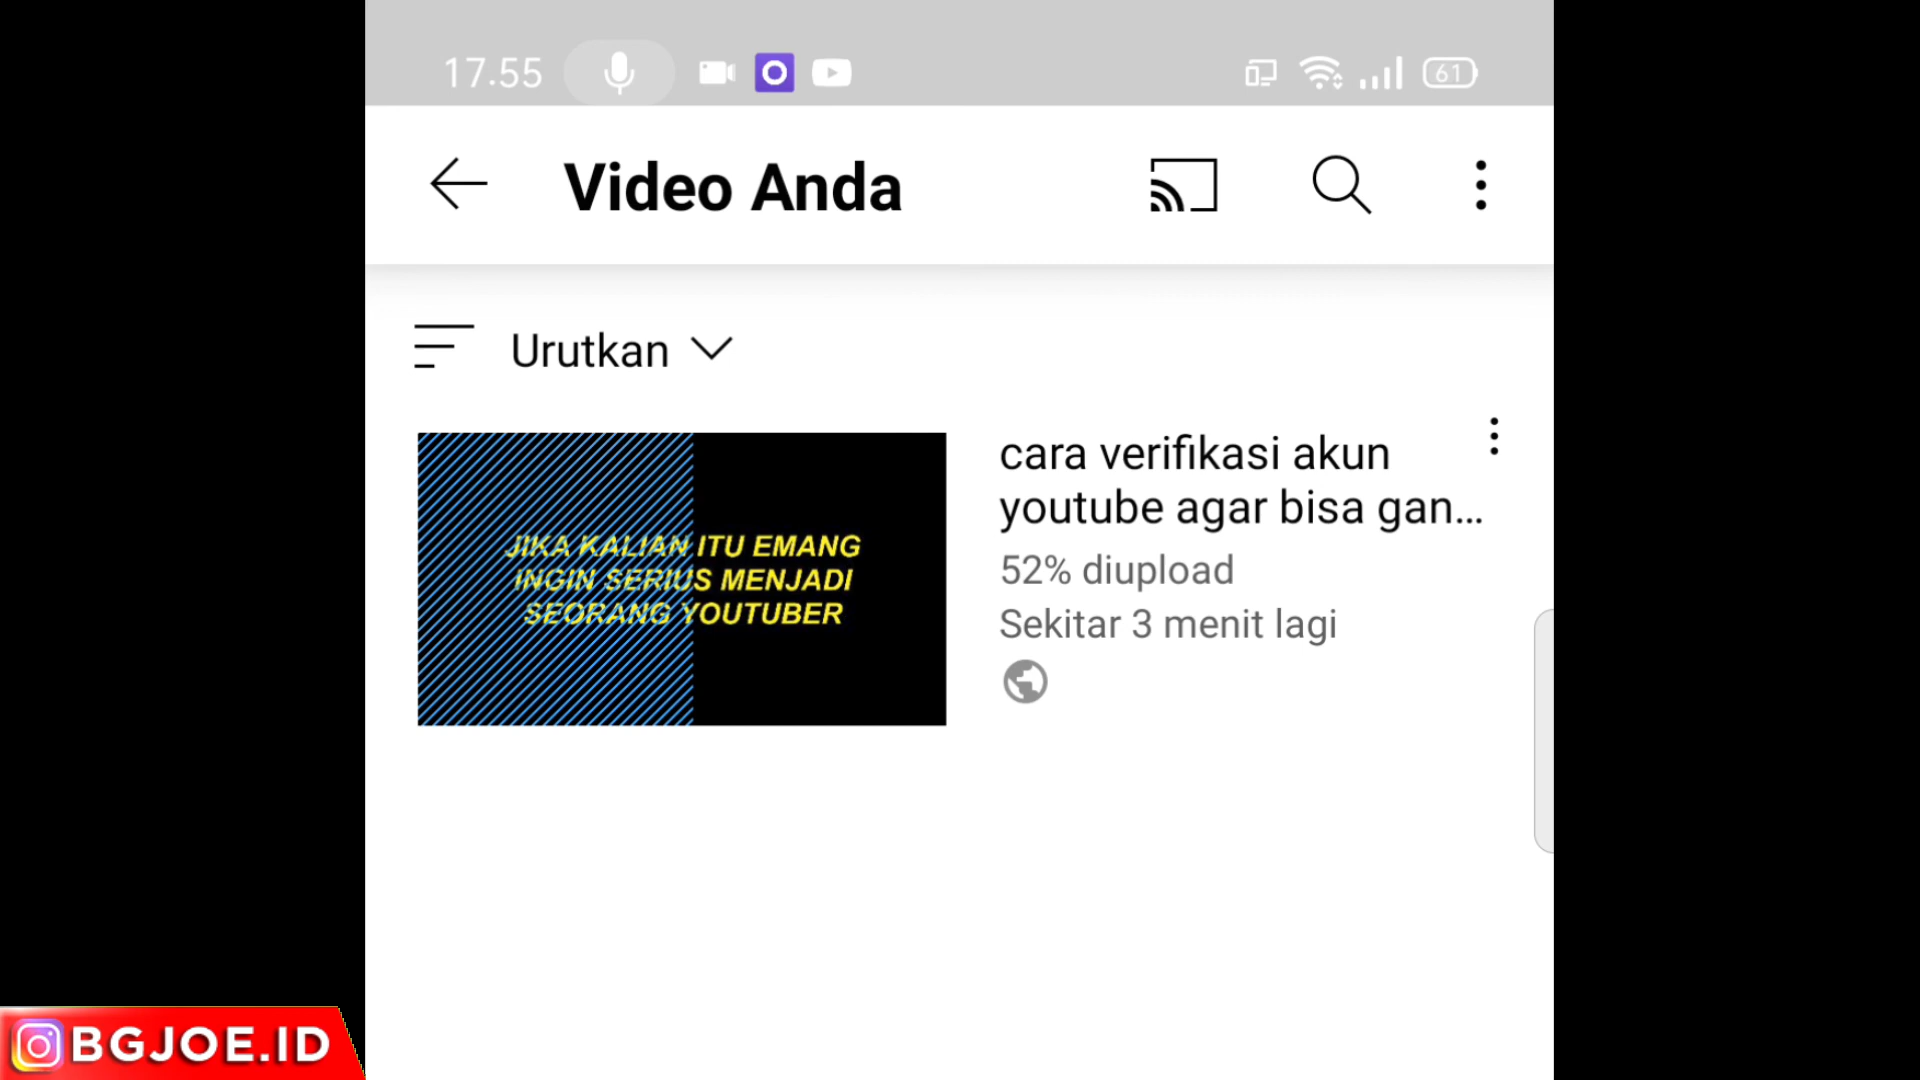 17.55
61
Video Anda
Urutkan
JIKA KALIAN ITU EMANG
INGIN SERIUS MENJADI
SEORANG YOUTUBER
cara verifikasi akun
youtube agar bisa gan...
52% diupload
Sekitar 3 menit lagi
BGJOE.ID